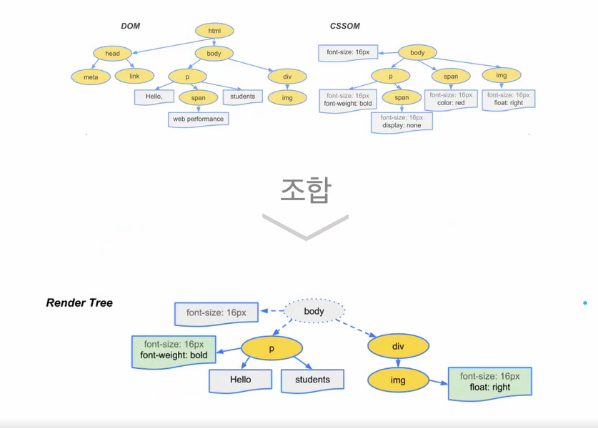 DOM
html
head
body
meta
link
p
div
Hello,
span
students
img
web performance
CSSOM
font-size: 16px
body
p
span
img
font-size: 16px
font-weight: bold
span
font-size: 16px
color: red
font-size: 16px
float: right
font-size: 16px
display: none
조합
Render Tree
font-size: 16px
body
font-size: 16px
font-weight: bold
p
div
Hello
students
img
font-size: 16px
float: right